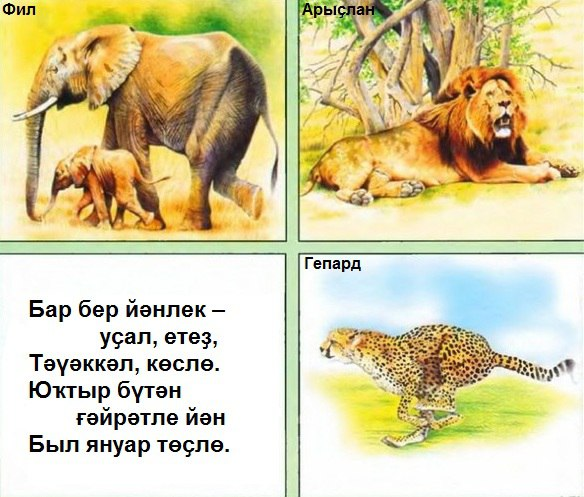 Фил
Арыҫлан
Бар бер йәнлек –
уҫал, етеҙ,
Тәүәккәл, көслө.
Юҡтыр бүтән
ғәйрәтле йән
Был януар төҫлө.
Гепард